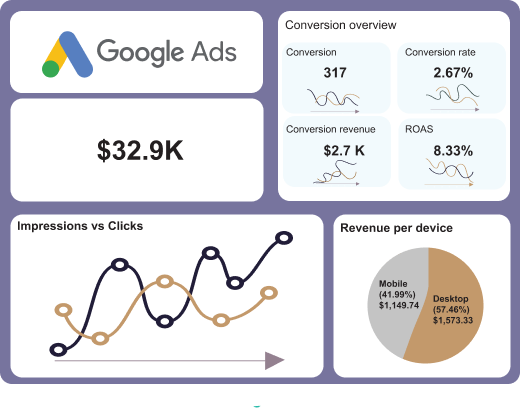 Google Ads
$32.9K
Conversion overview
Conversion
317
Conversion rate
2.67%
Conversion revenue
$2.7 K
ROAS
8.33%
Impressions vs Clicks
Revenue per device
Mobile
(41.99%)
$1,149.74
Desktop
(57.46%)
$1,573.33